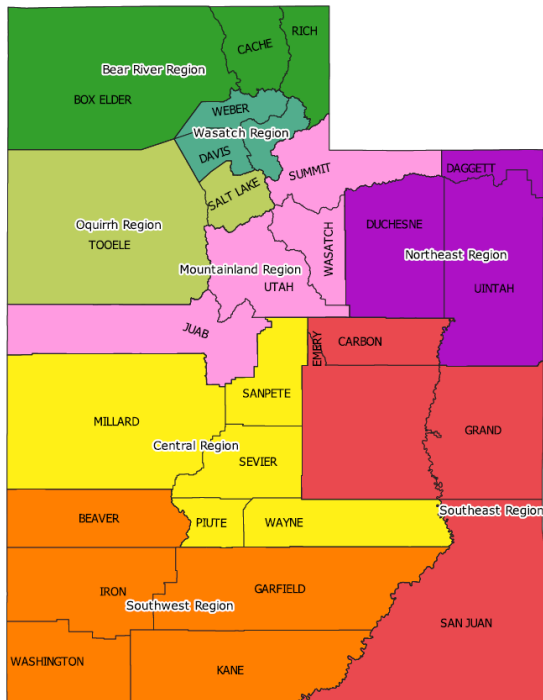 RICH
CACHE
Bear River Region
BOX ELDER
WEBER
Wasatch Region
DAVIS
SUMMIT
DAGGETT
SALT LAKE
Oquirrh Region
TOOELE
DUCHESNE
WASATCH
Northeast Region
Mountainland Region
UTAH
UINTAH
JUAB
EMERY
CARBON
SANPETE
MILLARD
GRAND
Central Region
SEVIER
Southeast Region
BEAVER
PIUTE
WAYNE
IRON
GARFIELD
Southwest Region
SAN JUAN
WASHINGTON
KANE